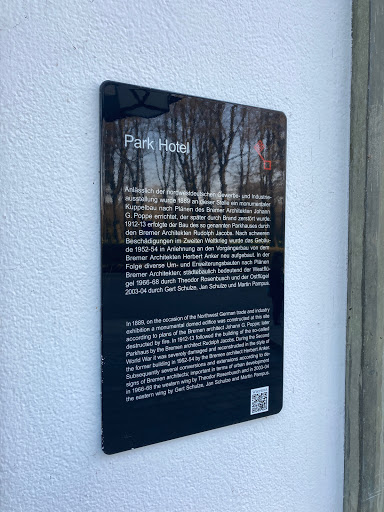 Park Hotel
Anlässlich der nordwestdeutschen Gewerbe- und Industrie-
ausstellung wurde 1889 an dieser Stelle ein monumentaler
Kuppelbau nach Plänen des Bremer Architekten Johann
G. Poppe errichtet, der später durch Brand zerstört wurde.
1912-13 erfolgte der Bau des so genannten Parkhauses durch
den Bremer Architekten Rudolph Jacobs. Nach schweren
Beschädigungen im Zweiten Weltkrieg wurde das Gebäu-
de 1952-54 in Anlehnung an den Vorgängerbau von dem
Bremer Architekten Herbert Anker neu aufgebaut. In der
Folge diverse Um- und Erweiterungsbauten nach Plänen
Bremer Architekten; städtebaulich bedeutend der Westflü-
gel 1966-68 durch Theodor Rosenbusch und der Ostflügel
2003-04 durch Gert Schulze, Jan Schulze und Martin Pampus.
In 1889, on the occasion of the Northwest German trade and industry
exhibition a monumental domed edifice was constructed at this site
according to plans of the Bremen architect Johann G. Poppe; later
destroyed by fire. In 1912-13 followed the building of the so-called
Parkhaus by the Bremen architect Rudolph Jacobs. During the Second
World War it was severely damaged and reconstructed in the style of
the former building in 1952-54 by the Bremen architect Herbert Anker.
Subsequently several conversions and extensions according to de-
signs of Bremen architects; important in terms of urban development
in 1966-68 the western wing by Theodor Rosenbusch and in 2003-04
the eastern wing by Gert Schulze, Jan Schulze and Martin Pampus.